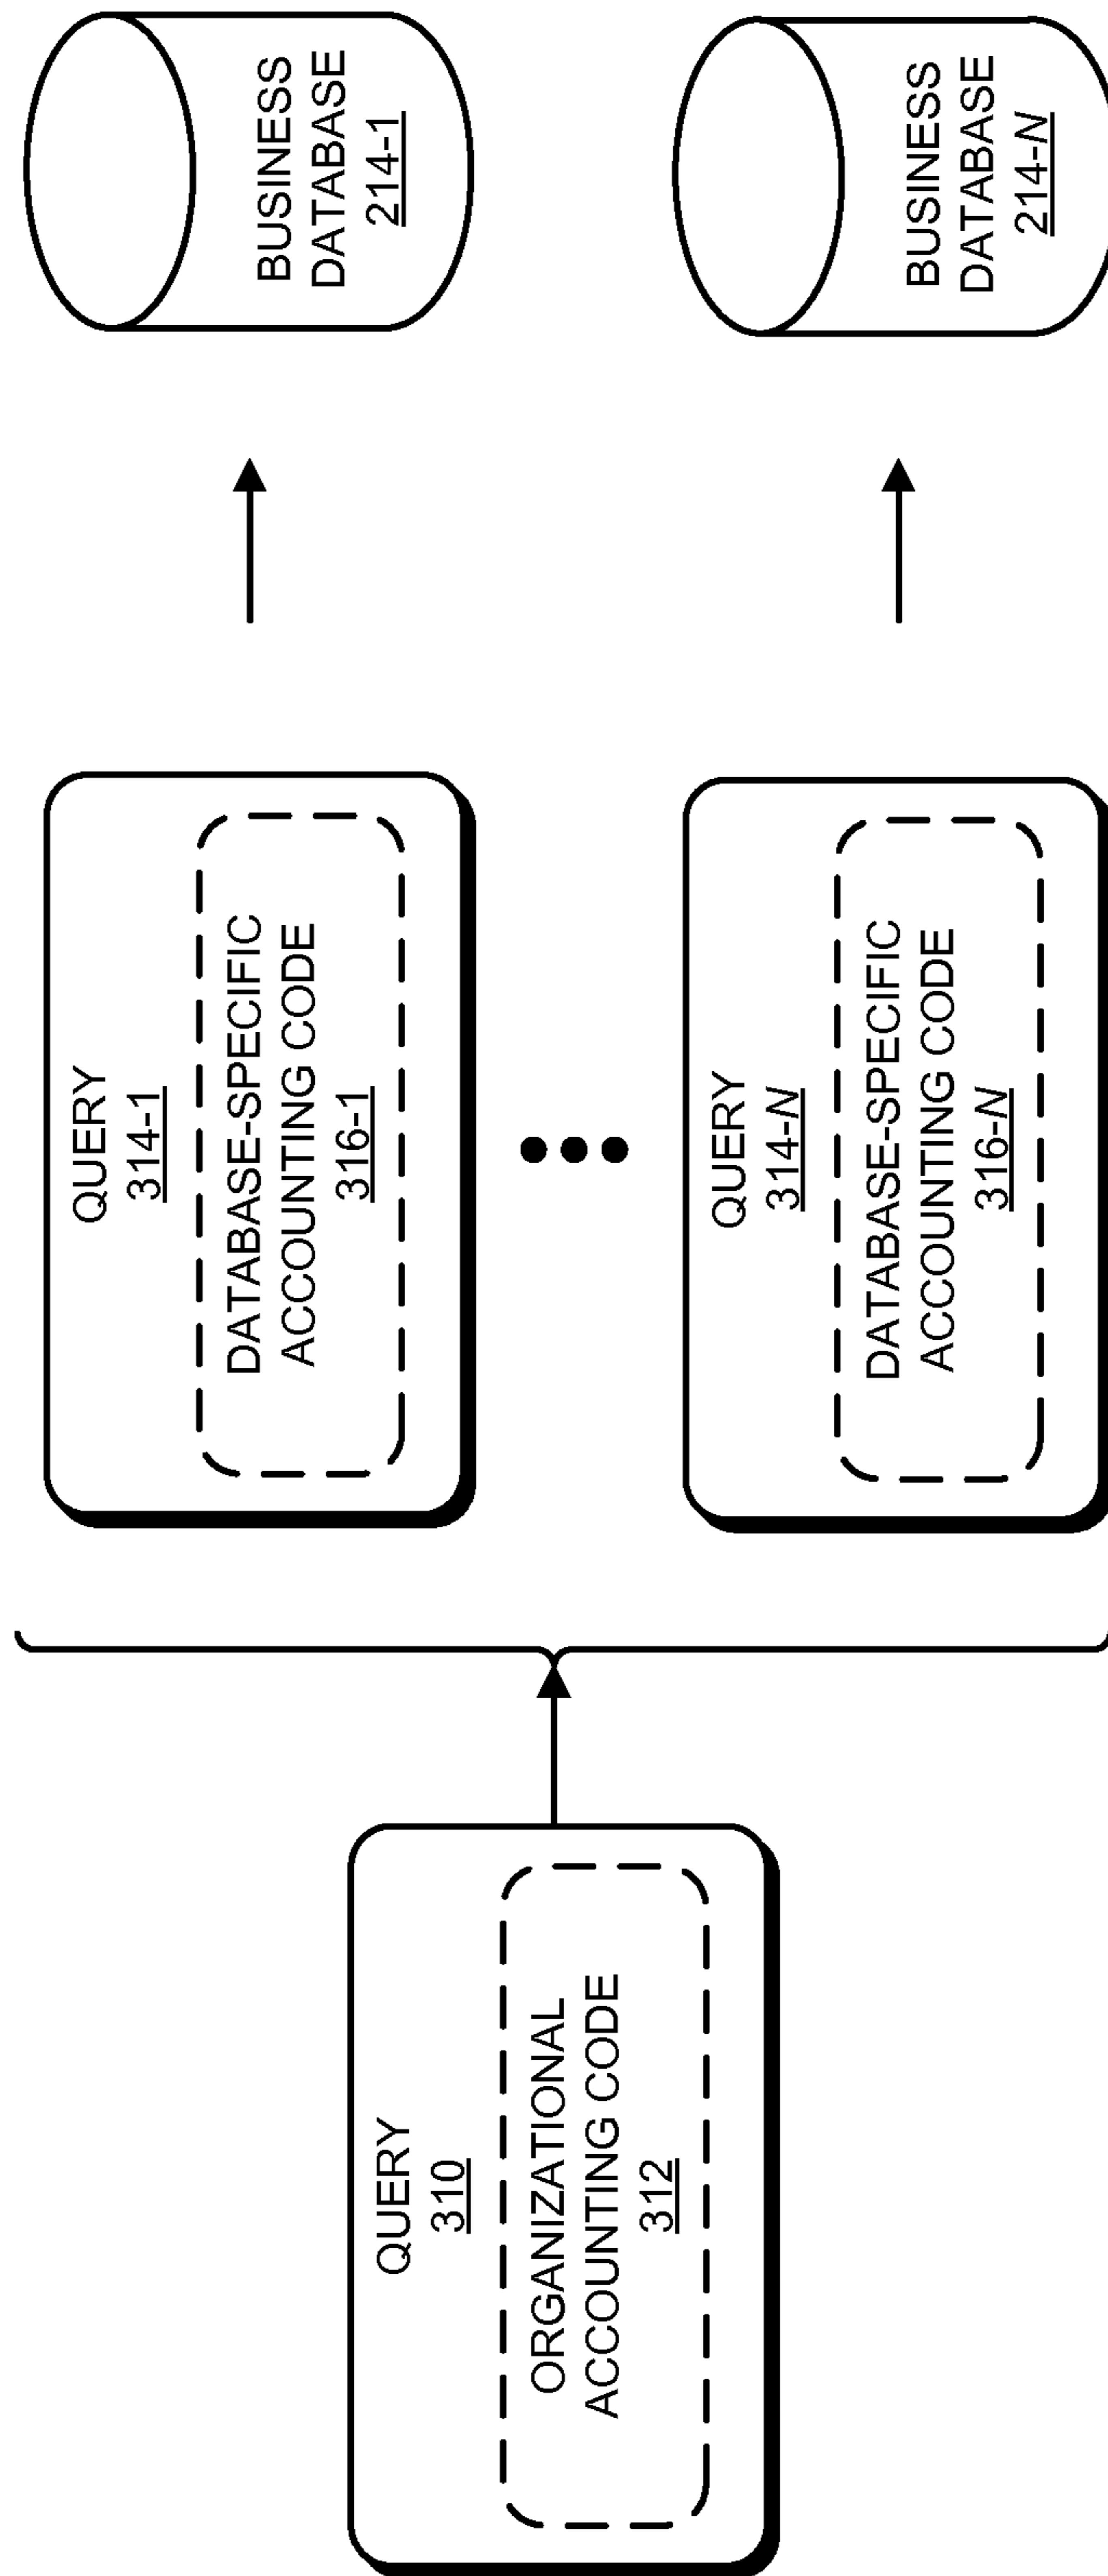 QUERY
310
ORGANIZATIONAL
ACCOUNTING CODE
312
QUERY
314-1
DATABASE-SPECIFIC
ACCOUNTING CODE
316-1
QUERY
314-N
DATABASE-SPECIFIC
ACCOUNTING CODE
316-N
BUSINESS
DATABASE
214-1
BUSINESS
DATABASE
214-N